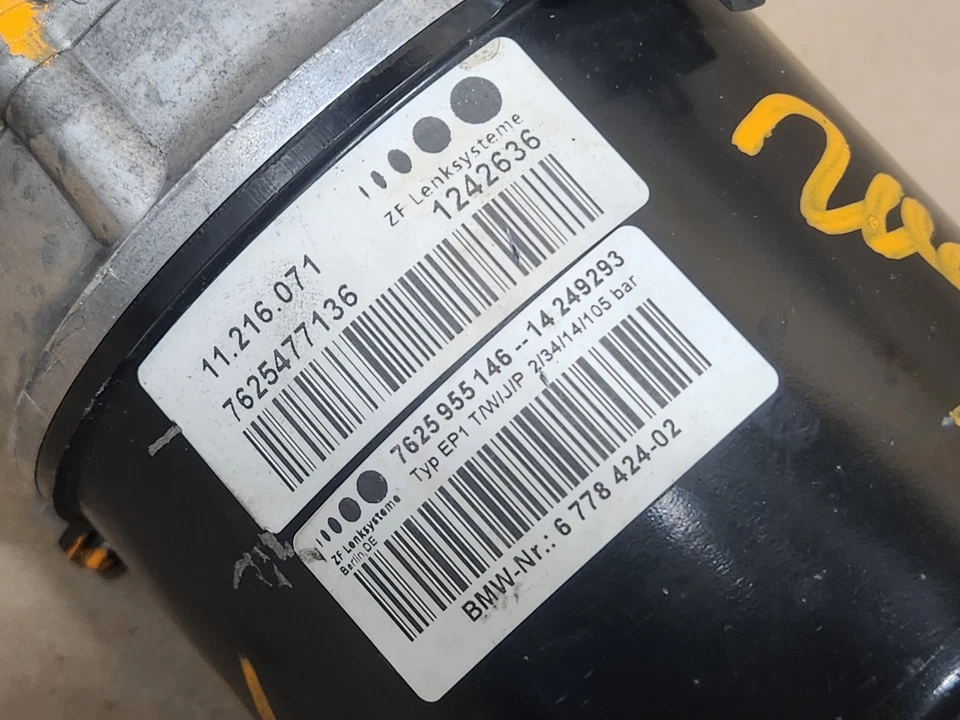 ZF Lenksysteme
1242636
11.216.071
7625477136
7625 955 146 --14 249293
Typ EP1 T/W/J/P 2/34/14/105 bar
ZF Lenksysteme
Berlin.DE
BMW-Nr.: 6 778 424-02